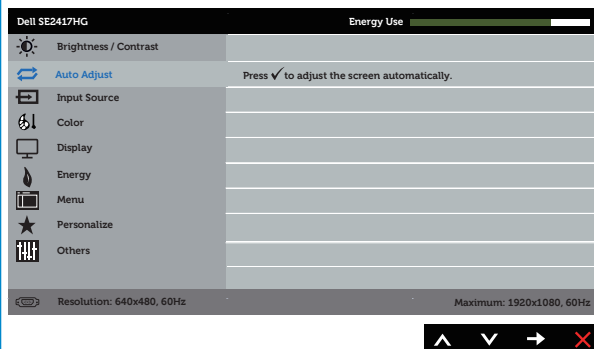 Dell SE2417HG Energy Use
Brightness / Contrast
Auto Adjust Press ✓ to adjust the screen automatically.
Input Source
Color
Display
Energy
Menu
Personalize
Others
Resolution: 640x480, 60Hz Maximum: 1920x1080, 60Hz